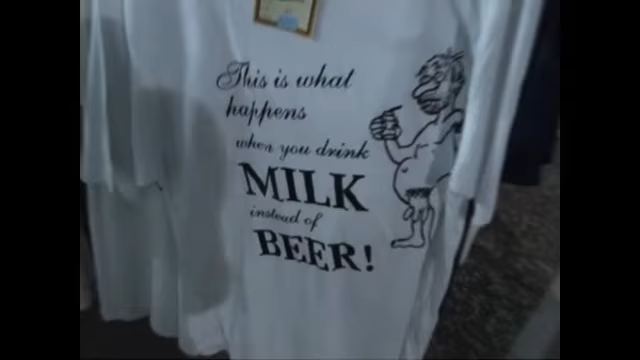 This is what
happens
when you drink
MILK
instead of
BEER!